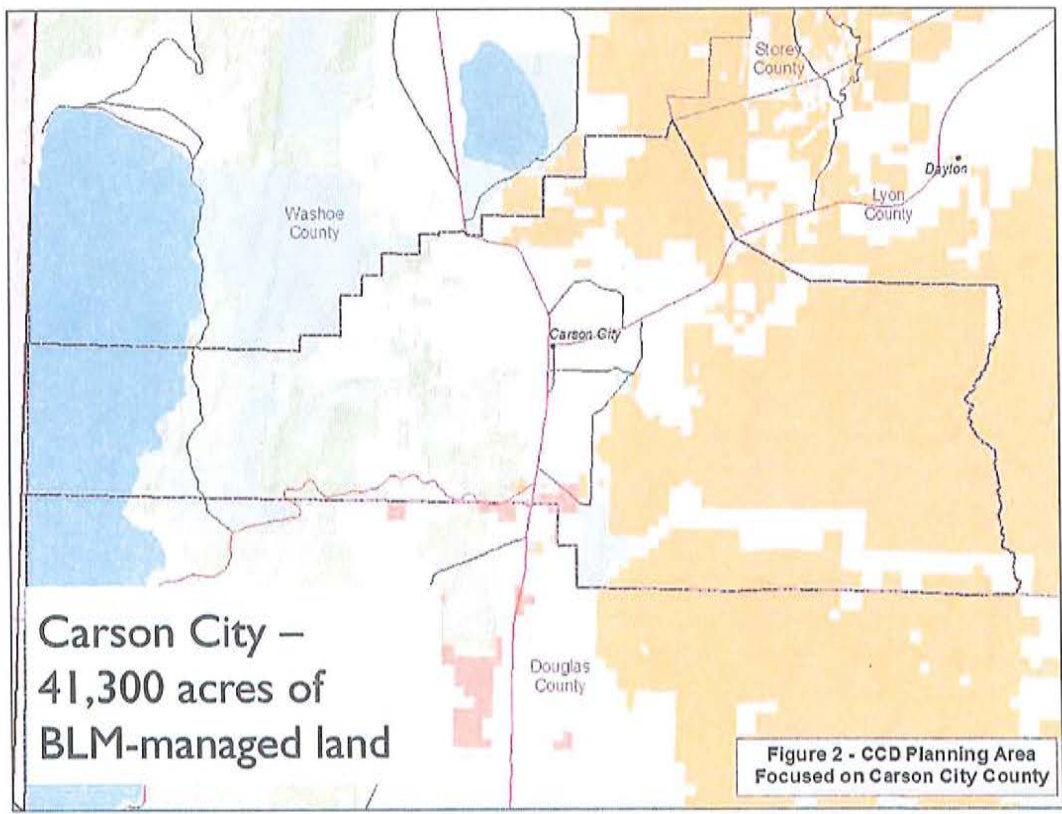 Storey
County
Dayton
Lyon
County
Washoe
County
Carson City
Douglas
County
Carson City –
41,300 acres of
BLM-managed land
Figure 2 - CCD Planning Area
Focused on Carson City County